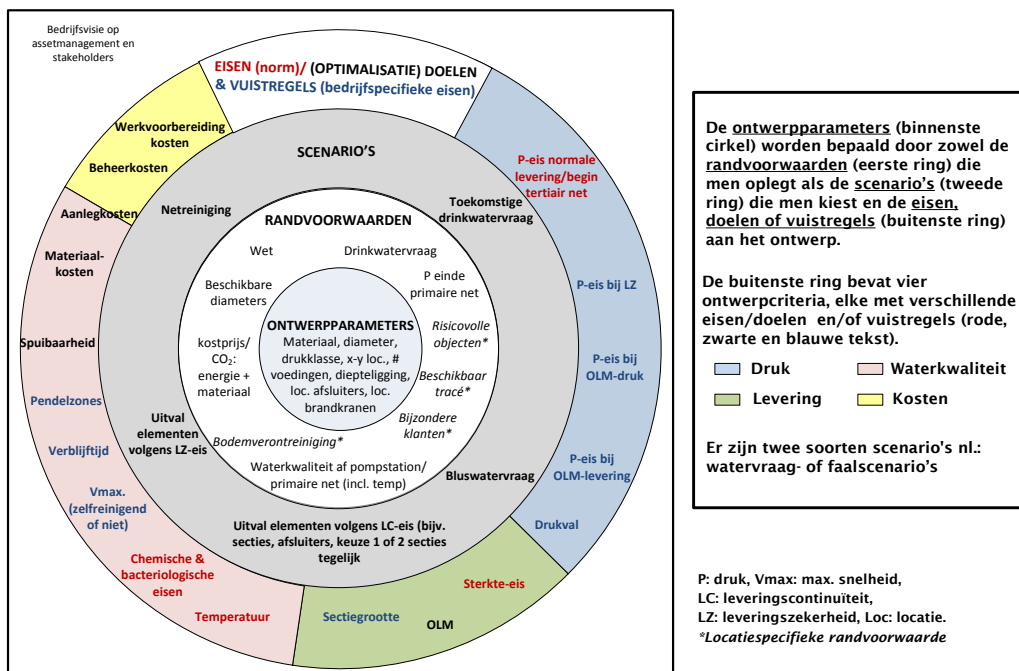 Bedrijfsvisie op
assetmanagement en
stakeholders
EISEN (norm)/ (OPTIMALISATIE) DOELEN
& VUISTREGELS (bedrijfspecifieke eisen)
Werkvoorbereiding
kosten
Beheerkosten
Aanlegkosten
Materiaal-
kosten
Spuibaarheid
Pendelzones
Verblijftijd
Vmax.
(zelfreinigend
of niet)
Chemische &
bacteriologische
eisen
Temperatuur
Sectiegrootte
OLM
Sterkte-eis
Drukval
P-eis bij
OLM-levering
P-eis bij
OLM-druk
P-eis bij LZ
P-eis normale
levering/begin
tertiair net
SCENARIO'S
Netreiniging
Toekomstige
drinkwatervraag
Uitval
elementen
volgens LZ-eis
Bluswatervraag
Uitval elementen volgens LC-eis (bijv.
secties, afsluiters, keuze 1 of 2 secties
tegelijk
RANDVOORWAARDEN
Wet
Drinkwatervraag
Beschikbare
diameters
P einde
primaire net
kostprijs/
CO₂:
energie +
materiaal
Risicovolle
objecten*
Beschikbaar
tracé*
Bijzondere
klanten*
Bodemverontreiniging*
Waterkwaliteit af pompstation/
primaire net (incl. temp)
ONTWERPPARAMETERS
Materiaal, diameter,
drukklasse, x-y loc., #
voedingen, diepteligging,
loc. afsluiters, loc.
brandkranen
De ontwerpparameters (binnenste
cirkel) worden bepaald door zowel de
randvoorwaarden (eerste ring) die
men oplegt als de scenario's (tweede
ring) die men kiest en de eisen,
doelen of vuistregels (buitenste ring)
aan het ontwerp.
De buitenste ring bevat vier
ontwerpcriteria, elke met verschillende
eisen/doelen en/of vuistregels (rode,
zwarte en blauwe tekst).
Druk
Waterkwaliteit
Levering
Kosten
Er zijn twee soorten scenario's nl.:
watervraag- of faalscenario's
P: druk, Vmax: max. snelheid,
LC: leveringscontinuïteit,
LZ: leveringszekerheid, Loc: locatie.
*Locatiespecifieke randvoorwaarde